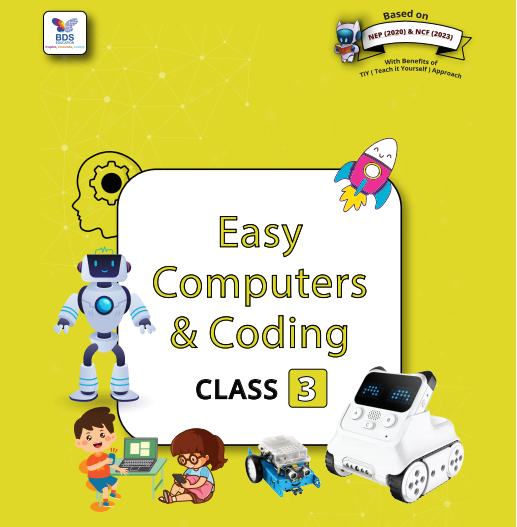 BDS
EDUCATION
Based on
NEP (2020) & NCF (2023)
With Benefits of
TIY ( Teach it Yourself ) Approach
Easy
Computers
& Coding
CLASS 3